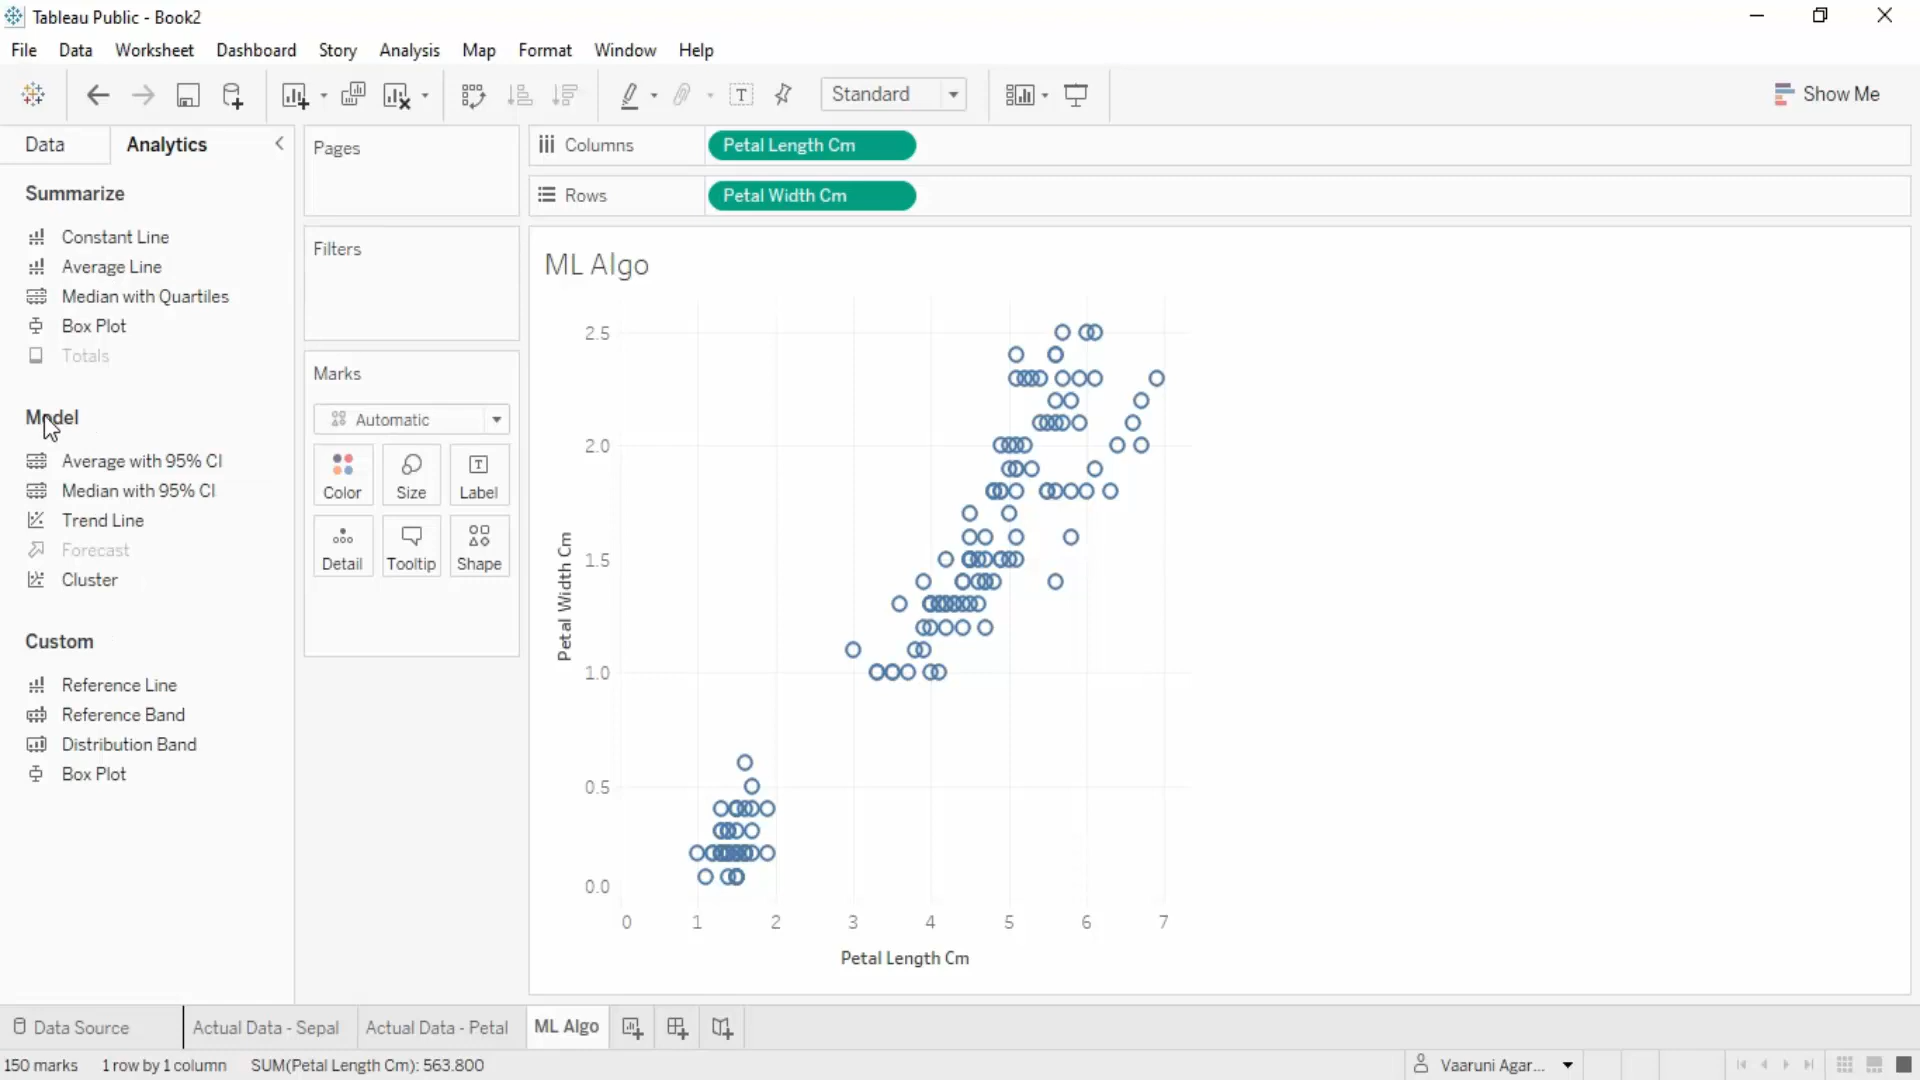 Tableau Public - Book2
File Data Worksheet Dashboard Story Analysis Map Format Window Help
Standard
Show Me
Data Analytics
Summarize
Constant Line
Average Line
Median with Quartiles
Box Plot
Totals
Model
Average with 95% CI
Median with 95% CI
Trend Line
Forecast
Cluster
Custom
Reference Line
Reference Band
Distribution Band
Box Plot
Pages
Filters
Marks
Automatic
Color Size Label
Detail Tooltip Shape
Columns Petal Length Cm
Rows Petal Width Cm
ML Algo
2.5
2.0
1.5
1.0
0.5
0.0
Petal Width Cm
0 1 2 3 4 5 6 7
Petal Length Cm
Data Source Actual Data - Sepal Actual Data - Petal ML Algo
150 marks 1 row by 1 column SUM(Petal Length Cm): 563.800 Vaaruni Agar...